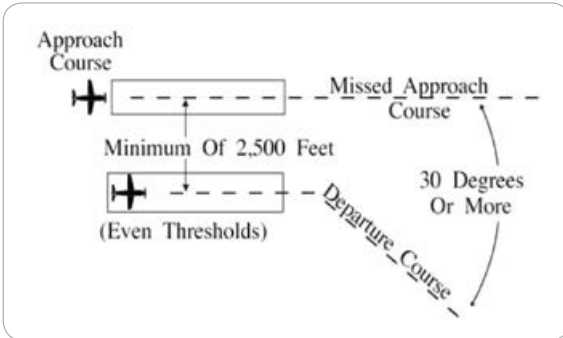 Approach
Course
Missed Approach
Course
Minimum Of 2,500 Feet
30 Degrees
Or More
Departure Course
(Even Thresholds)